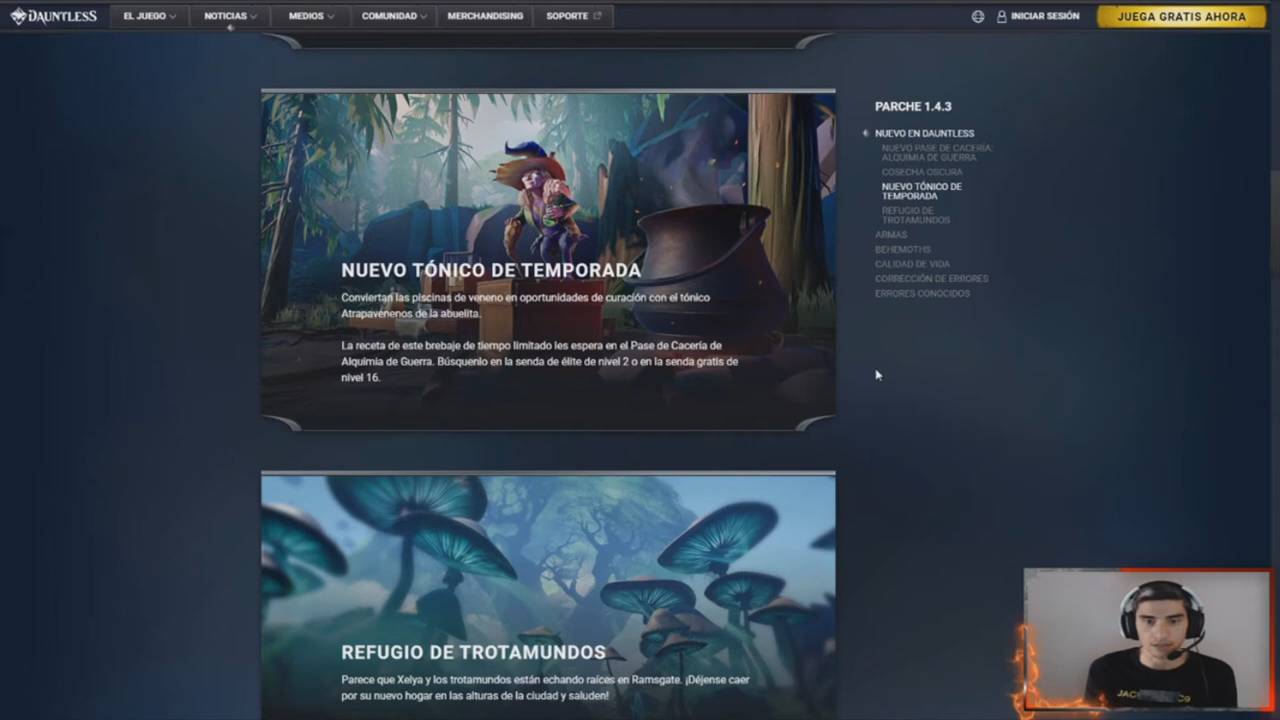 DAUNTLESS
EL JUEGO
NOTICIAS
MEDIOS
COMUNIDAD
MERCHANDISING
SOPORTE
INICIAR SESIÓN
JUEGA GRATIS AHORA
NUEVO TÓNICO DE TEMPORADA
Conviertan las piscinas de veneno en oportunidades de curación con el tónico
Atrapavenenos de la abuelita.
La receta de este brebaje de tiempo limitado les espera en el Pase de Cacería de
Alquimia de Guerra. Búsquenlo en la senda de élite de nivel 2 o en la senda gratis de
nivel 16.
REFUGIO DE TROTAMUNDOS
Parece que Xelya y los trotamundos están echando raíces en Ramsgate. ¡Déjense caer
por su nuevo hogar en las alturas de la ciudad y saluden!
PARCHE 1.4.3
NUEVO EN DAUNTLESS
NUEVO PASE DE CACERÍA:
ALQUIMIA DE GUERRA
COSECHA OSCURA
NUEVO TÓNICO DE
TEMPORADA
REFUGIO DE
TROTAMUNDOS
ARMAS
BEHEMOTHS
CALIDAD DE VIDA
CORRECCIÓN DE ERRORES
ERRORES CONOCIDOS